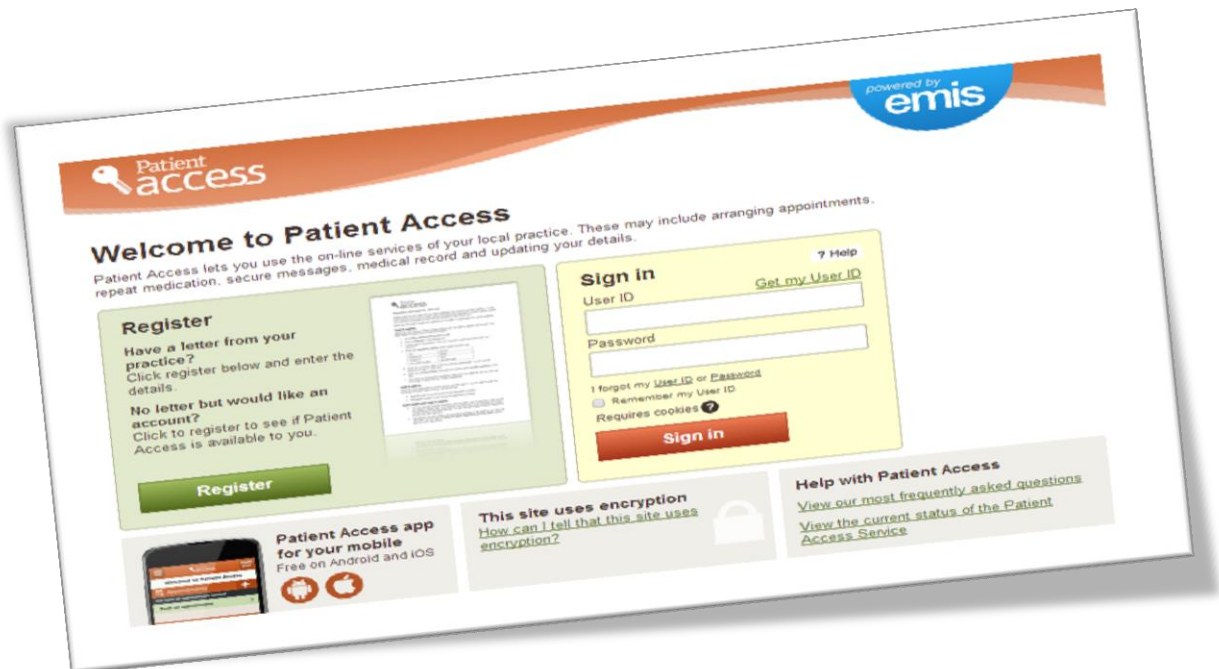 powered by
emis
Patient
access
Welcome to Patient Access
Patient Access lets you use the on-line services of your local practice. These may include arranging appointments,
repeat medication, secure messages, medical record and updating your details.
Register
Have a letter from your
practice?
Click register below and enter the
details.
No letter but would like an
account?
Click to register to see if Patient
Access is available to you.
Register
Sign in
? Help
User ID
Get my User ID
Password
I forgot my User ID or Password
Remember my User ID
Requires cookies ?
Sign in
Patient Access app
for your mobile
Free on Android and iOS
This site uses encryption
How can I tell that this site uses
encryption?
Help with Patient Access
View our most frequently asked questions
View the current status of the Patient
Access Service
Welcome to Patient Access
Appointments